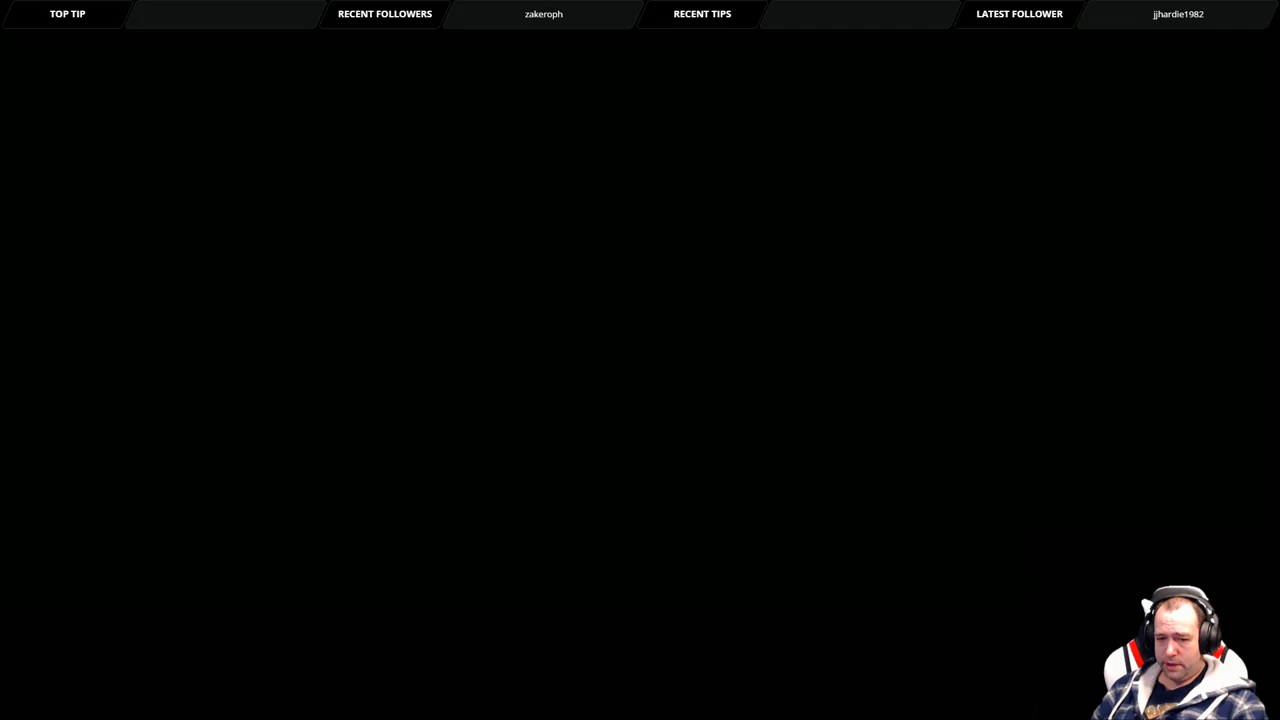 TOP TIP
RECENT FOLLOWERS
zakeroph
RECENT TIPS
LATEST FOLLOWER
jjhardie1982